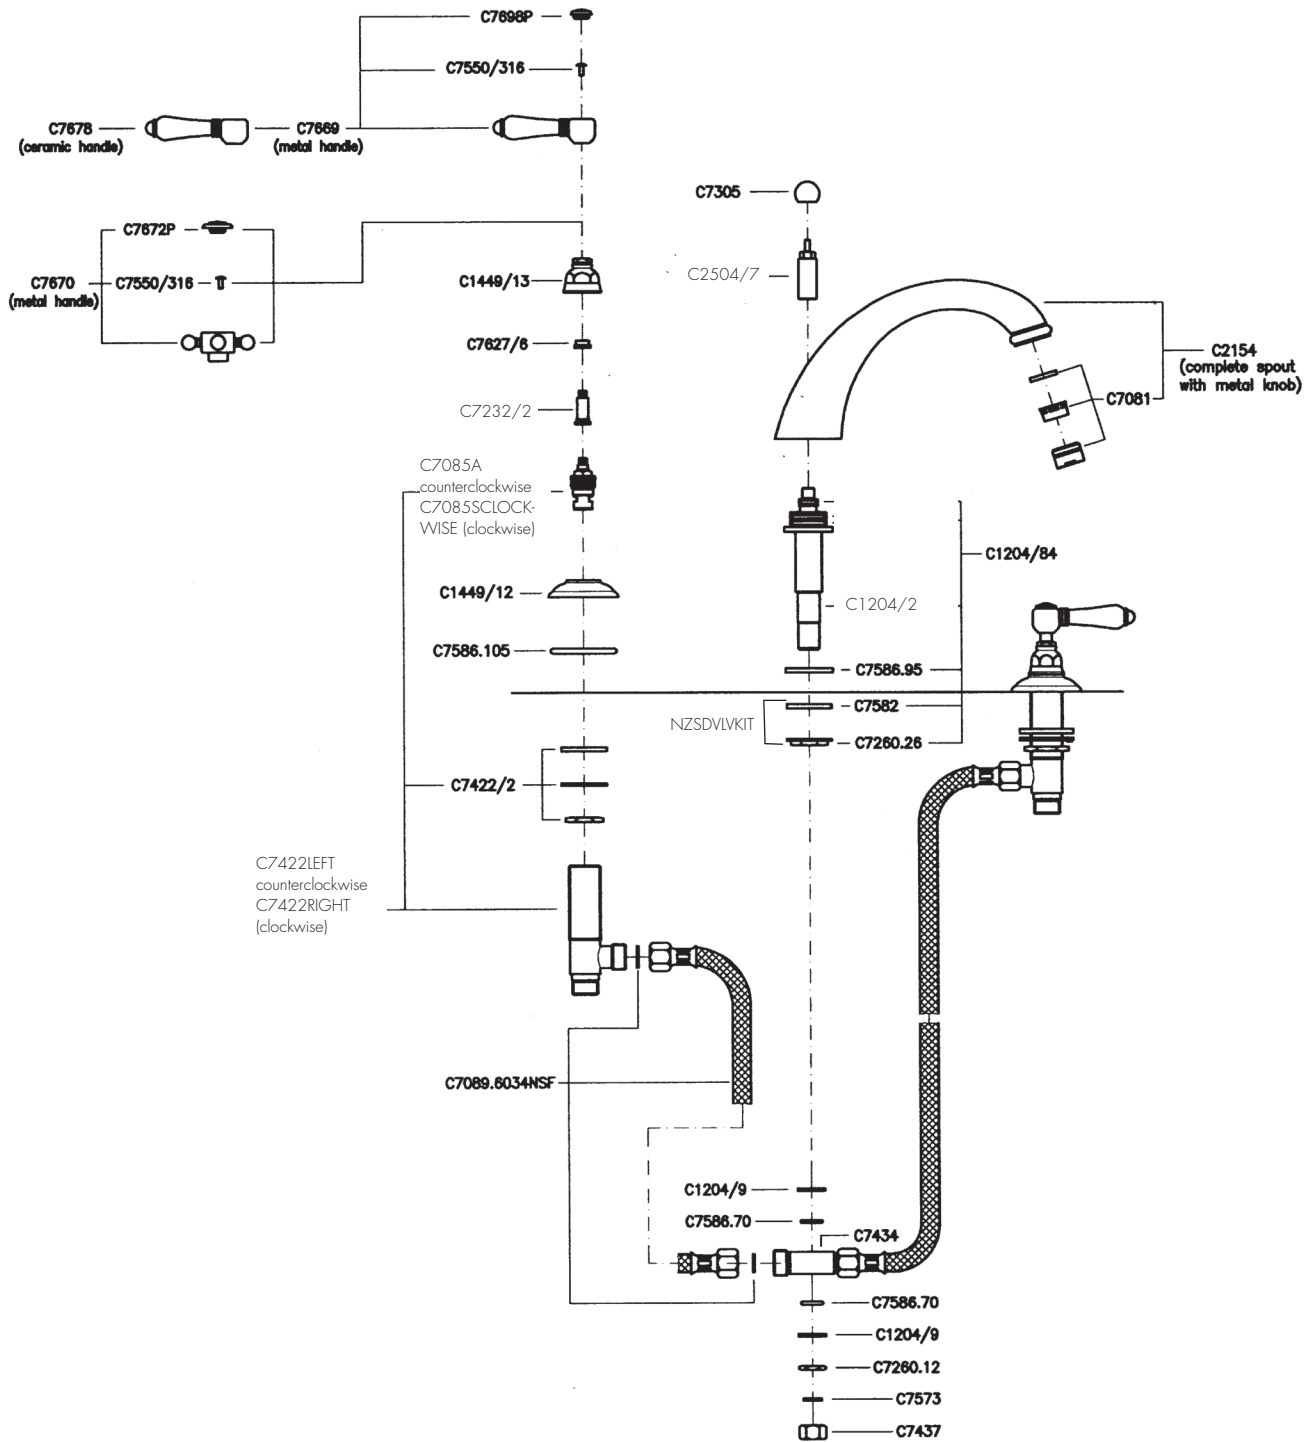 C7698P
C7550/316
C7678
(ceramic handle)
C7669
(metal handle)
C7672P
C7670
(metal handle)
C7550/316
C1449/13
C7627/6
C7232/2
C7085A
counterclockwise
C7085SCLOCK-
WISE (clockwise)
C1449/12
C7586.105
C7422/2
C7422LEFT
counterclockwise
C7422RIGHT
(clockwise)
C7089.6034NSF
C7305
C2504/7
C2154
(complete spout
with metal knob)
C7081
C1204/84
C1204/2
C7586.95
C7582
NZSDVLVKIT
C7260.26
C1204/9
C7586.70
C7434
C7586.70
C1204/9
C7260.12
C7573
C7437